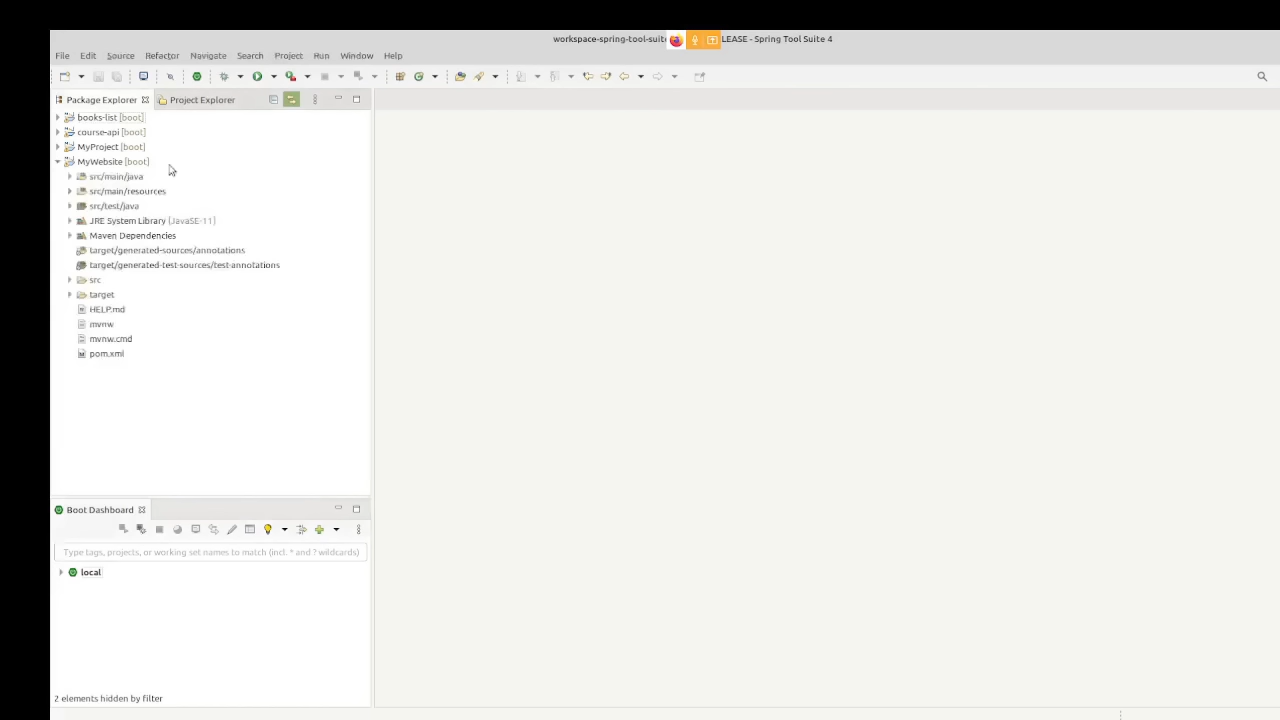 workspace-spring-tool-suite LEASE - Spring Tool Suite 4
File Edit Source Refactor Navigate Search Project Run Window Help
Package Explorer Project Explorer
books-list [boot]
course-api [boot]
MyProject [boot]
MyWebsite [boot]
src/main/java
src/main/resources
src/test/java
JRE System Library [JavaSE-11]
Maven Dependencies
target/generated-sources/annotations
target/generated-test-sources/test-annotations
src
target
HELP.md
mvnw
mvnw.cmd
pom.xml
Boot Dashboard
Type tags, projects, or working set names to match (incl. * and ? wildcards)
local
2 elements hidden by filter